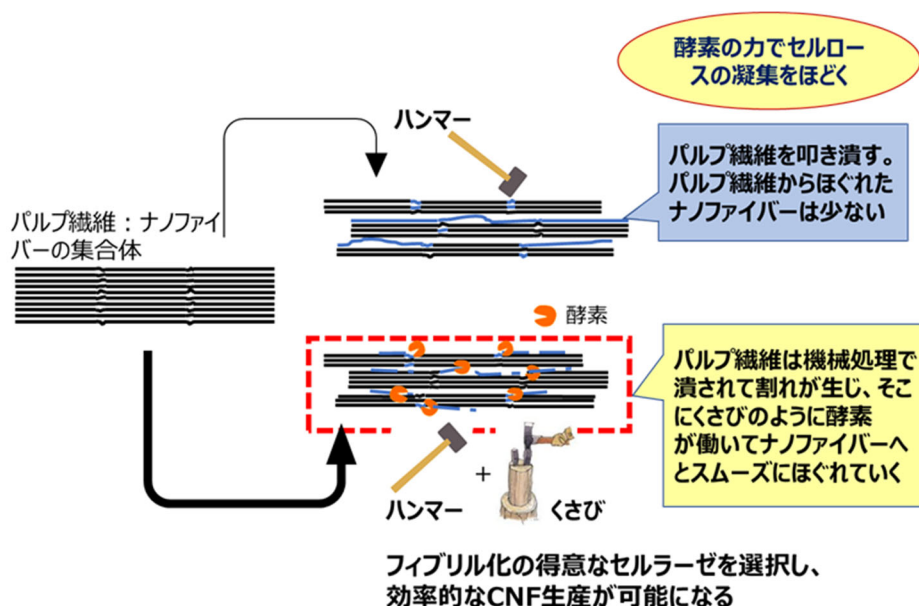 酵素の力でセルロー
スの凝集をほどく
ハンマー
パルプ繊維を叩き潰す。
パルプ繊維からほぐれた
ナノファイバーは少ない
パルプ繊維：ナノファイ
バーの集合体
酵素
パルプ繊維は機械処理で
潰されて割れが生じ、そこ
にくさびのように酵素
が働いてナノファイバーへ
とスムーズにほぐれていく
+
ハンマー
くさび
フィブリル化の得意なセルラーゼを選択し、
効率的なCNF生産が可能になる